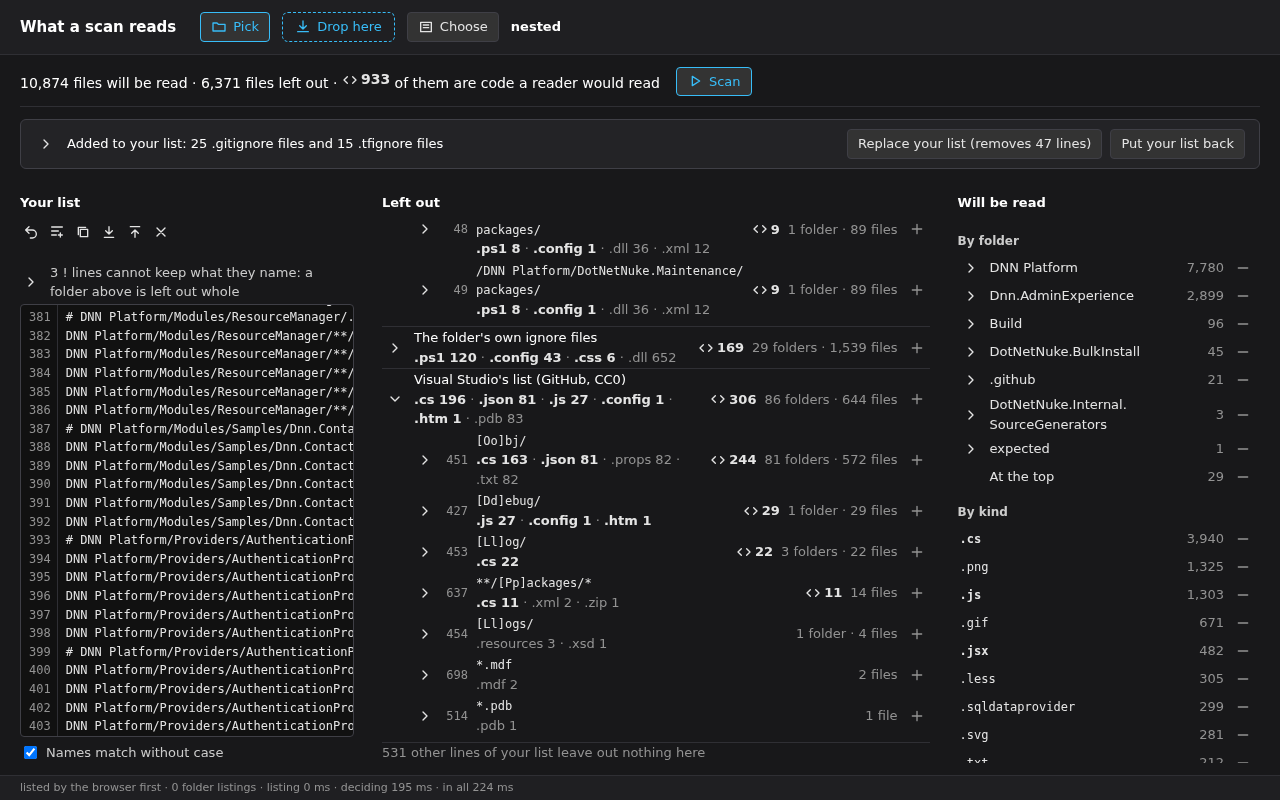 What a scan reads
Pick
Drop here
Choose
nested
10,874 files will be read · 6,371 files left out · <> 933 of them are code a reader would read
Scan
Added to your list: 25 .gitignore files and 15 .tfignore files
Replace your list (removes 47 lines)
Put your list back
Your list
3 ! lines cannot keep what they name: a
folder above is left out whole
381 # DNN Platform/Modules/ResourceManager/.
382 DNN Platform/Modules/ResourceManager/**/
383 DNN Platform/Modules/ResourceManager/**/
384 DNN Platform/Modules/ResourceManager/**/
385 DNN Platform/Modules/ResourceManager/**/
386 DNN Platform/Modules/ResourceManager/**/
387 # DNN Platform/Modules/Samples/Dnn.Conta
388 DNN Platform/Modules/Samples/Dnn.Contact
389 DNN Platform/Modules/Samples/Dnn.Contact
390 DNN Platform/Modules/Samples/Dnn.Contact
391 DNN Platform/Modules/Samples/Dnn.Contact
392 DNN Platform/Modules/Samples/Dnn.Contact
393 # DNN Platform/Providers/AuthenticationP
394 DNN Platform/Providers/AuthenticationPro
395 DNN Platform/Providers/AuthenticationPro
396 DNN Platform/Providers/AuthenticationPro
397 DNN Platform/Providers/AuthenticationPro
398 DNN Platform/Providers/AuthenticationPro
399 # DNN Platform/Providers/AuthenticationP
400 DNN Platform/Providers/AuthenticationPro
401 DNN Platform/Providers/AuthenticationPro
402 DNN Platform/Providers/AuthenticationPro
403 DNN Platform/Providers/AuthenticationPro
Names match without case
Left out
48 packages/ <> 9 1 folder · 89 files
.ps1 8 · .config 1 · .dll 36 · .xml 12
/DNN Platform/DotNetNuke.Maintenance/
49 packages/ <> 9 1 folder · 89 files
.ps1 8 · .config 1 · .dll 36 · .xml 12
The folder's own ignore files
<> 169 29 folders · 1,539 files
.ps1 120 · .config 43 · .css 6 · .dll 652
Visual Studio's list (GitHub, CC0)
.cs 196 · .json 81 · .js 27 · .config 1 · <> 306 86 folders · 644 files
.htm 1 · .pdb 83
[Oo]bj/
451 .cs 163 · .json 81 · .props 82 · <> 244 81 folders · 572 files
.txt 82
[Dd]ebug/
427 <> 29 1 folder · 29 files
.js 27 · .config 1 · .htm 1
[Ll]og/
453 <> 22 3 folders · 22 files
.cs 22
**/[Pp]ackages/*
637 <> 11 14 files
.cs 11 · .xml 2 · .zip 1
[Ll]ogs/
454 1 folder · 4 files
.resources 3 · .xsd 1
*.mdf
698 2 files
.mdf 2
*.pdb
514 1 file
.pdb 1
531 other lines of your list leave out nothing here
Will be read
By folder
DNN Platform 7,780
Dnn.AdminExperience 2,899
Build 96
DotNetNuke.BulkInstall 45
.github 21
DotNetNuke.Internal.
SourceGenerators 3
expected 1
At the top 29
By kind
.cs 3,940
.png 1,325
.js 1,303
.gif 671
.jsx 482
.less 305
.sqldataprovider 299
.svg 281
.txt 212
listed by the browser first · 0 folder listings · listing 0 ms · deciding 195 ms · in all 224 ms